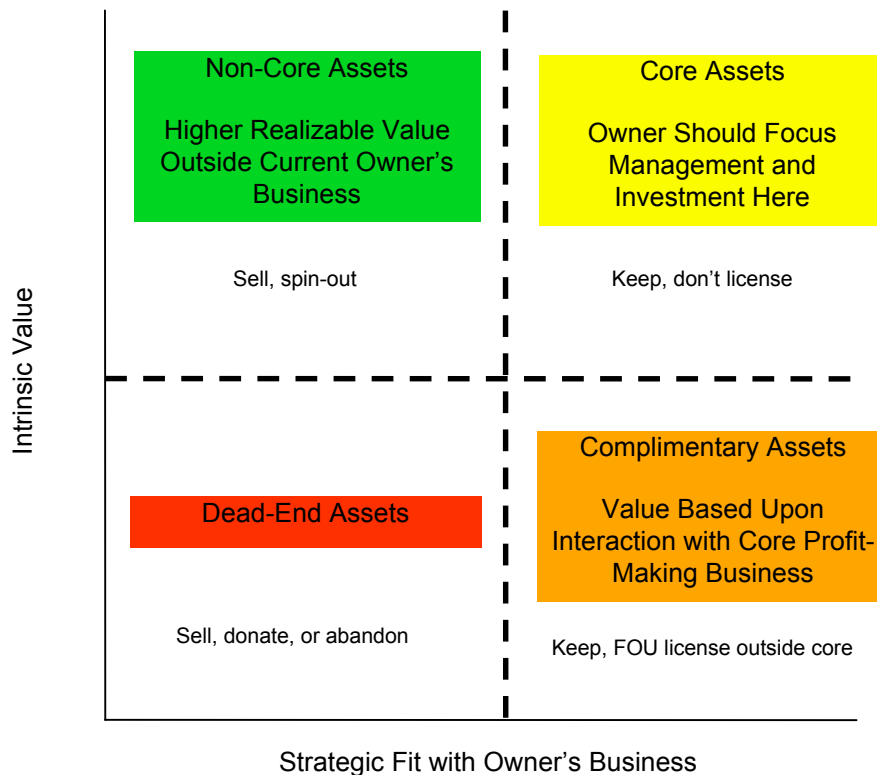 Non-Core Assets
Higher Realizable Value
Outside Current Owner's
Business
Sell, spin-out
Core Assets
Owner Should Focus
Management and
Investment Here
Keep, don't license
Intrinsic Value
Dead-End Assets
Sell, donate, or abandon
Complimentary Assets
Value Based Upon
Interaction with Core Profit-
Making Business
Keep, FOU license outside core
Strategic Fit with Owner's Business